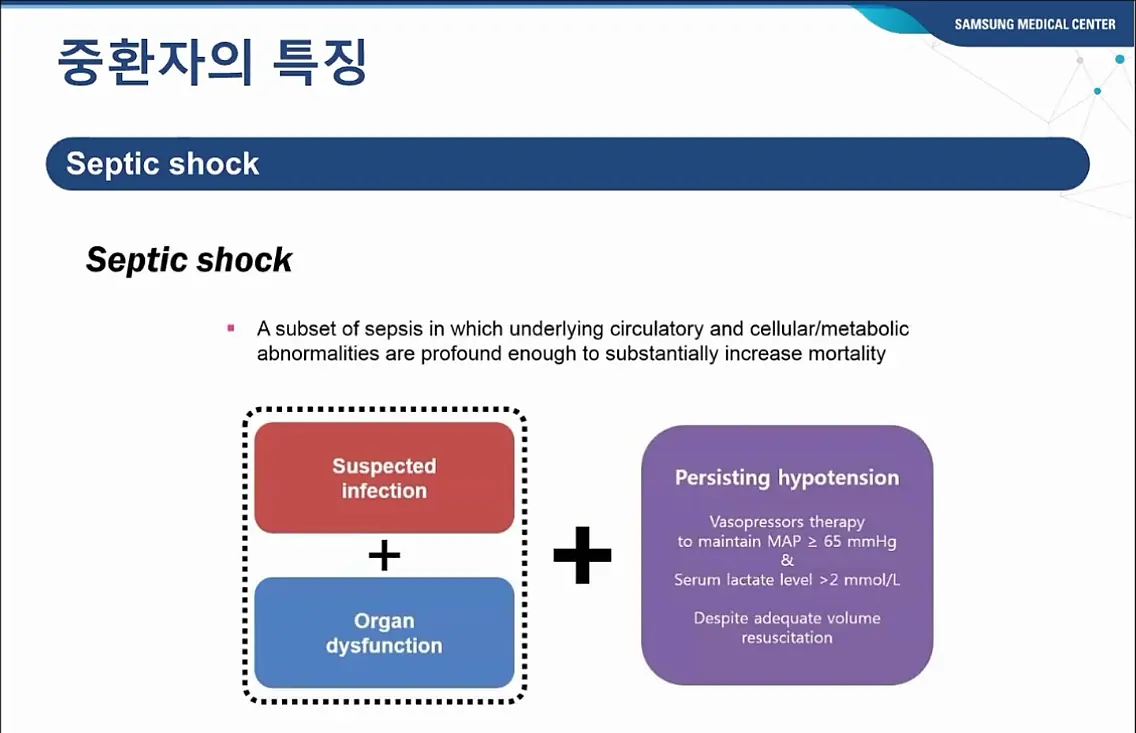 SAMSUNG MEDICAL CENTER
중환자의 특징
Septic shock
Septic shock
▪ A subset of sepsis in which underlying circulatory and cellular/metabolic
abnormalities are profound enough to substantially increase mortality
Suspected
infection
+
Organ
dysfunction
+
Persisting hypotension
Vasopressors therapy
to maintain MAP ≥ 65 mmHg
&
Serum lactate level >2 mmol/L
Despite adequate volume
resuscitation